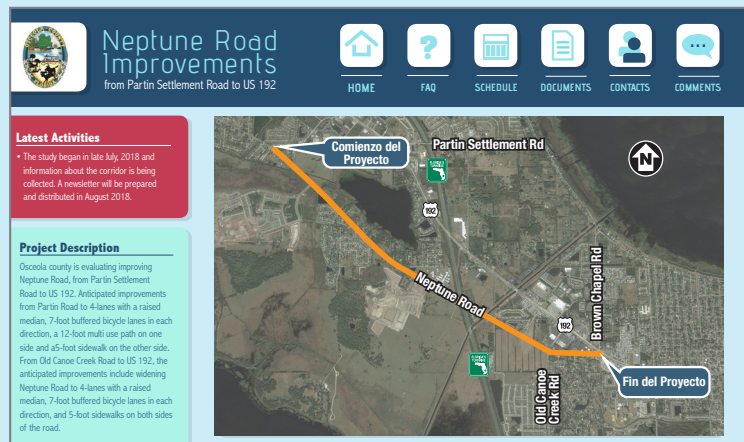 Neptune Road
Improvements
from Partin Settlement Road to US 192
HOME
FAQ
SCHEDULE
DOCUMENTS
CONTACTS
COMMENTS
Latest Activities
• The study began in late July, 2018 and
information about the corridor is being
collected. A newsletter will be prepared
and distributed in August 2018.
Project Description
Osceola county is evaluating improving
Neptune Road, from Partin Settlement
Road to US 192. Anticipated improvements
from Partin Road to 4-lanes with a raised
median, 7-foot buffered bicycle lanes in each
direction, a 12-foot multi use path on one
side and a5-foot sidewalk on the other side.
From Old Canoe Creek Road to US 192, the
anticipated improvements include widening
Neptune Road to 4-lanes with a raised
median, 7-foot buffered bicycle lanes in each
direction, and 5-foot sidewalks on both sides
of the road.
Comienzo del
Proyecto
Partin Settlement Rd
N
192
Neptune Road
Brown Chapel Rd
192
Old Canoe
Creek Rd
Fin del Proyecto